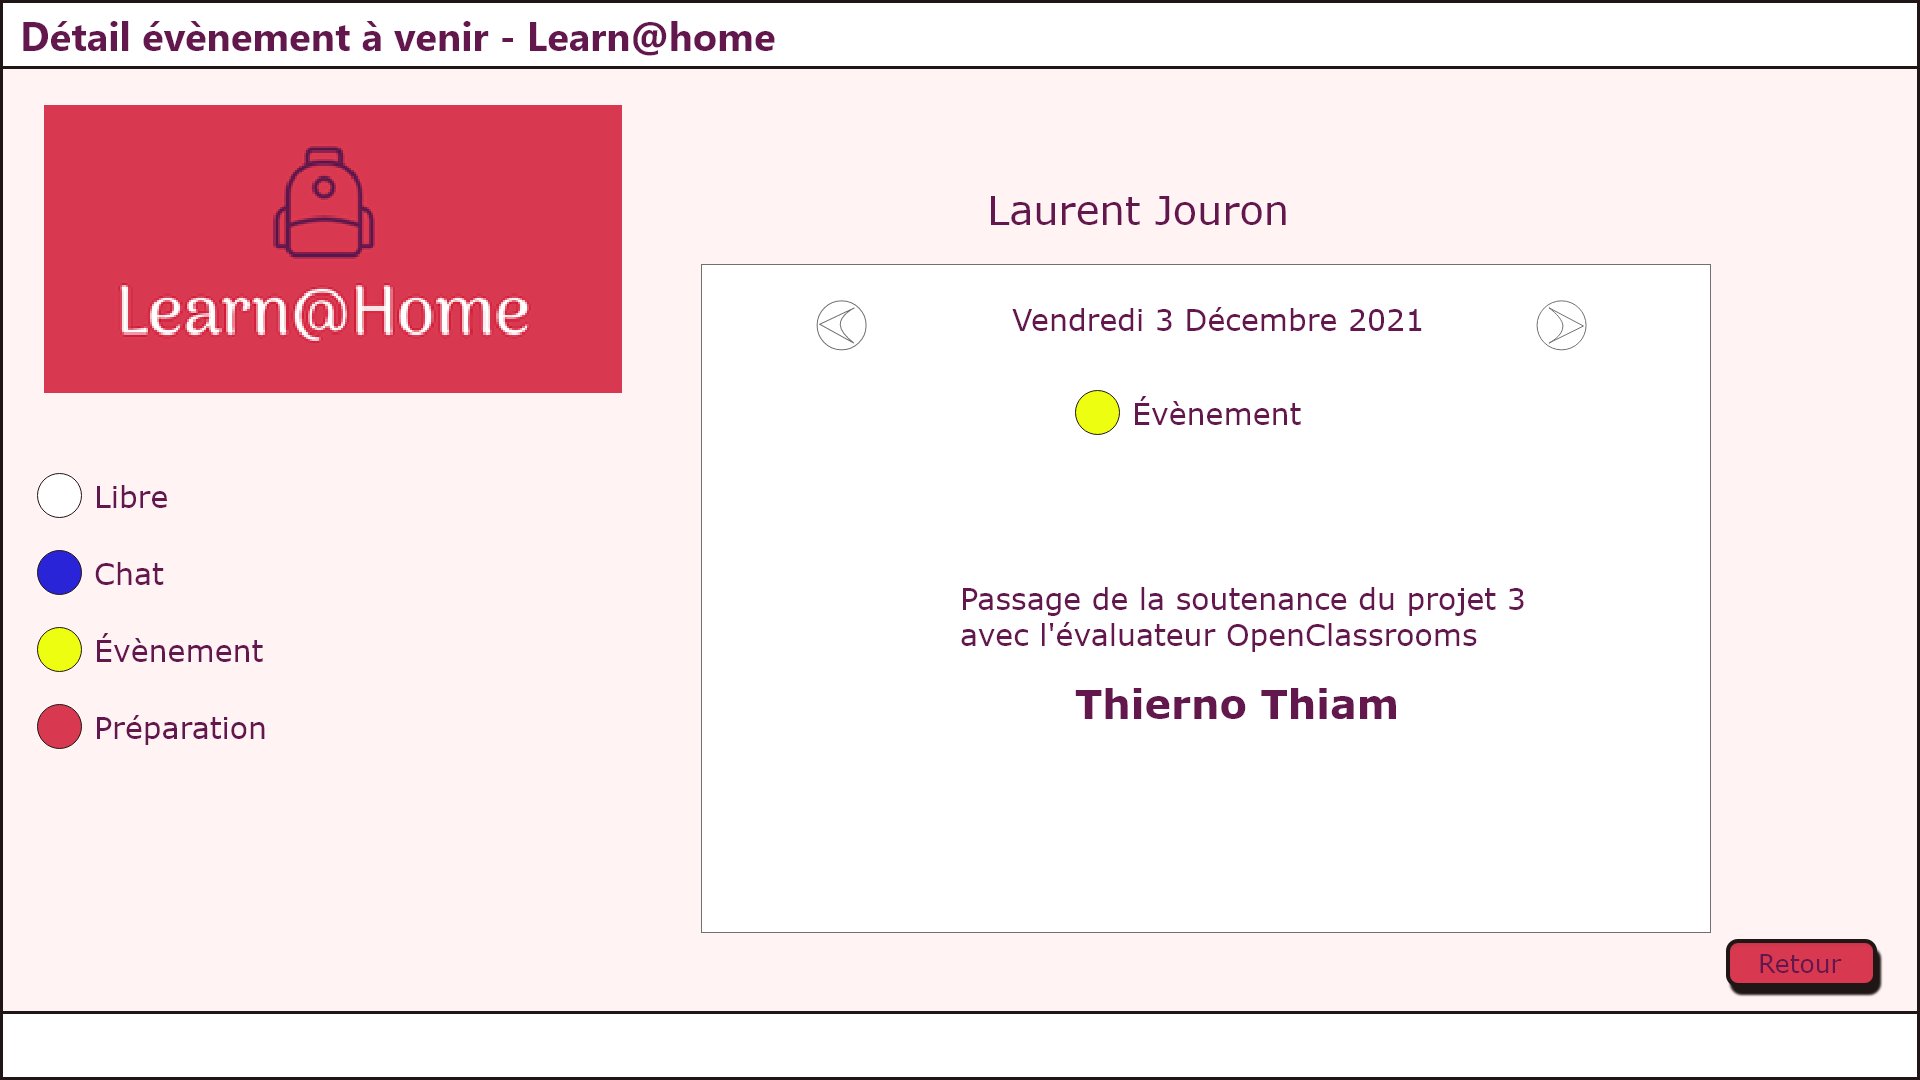 Détail évènement à venir - Learn@home
Learn@Home
Laurent Jouron
Vendredi 3 Décembre 2021
Évènement
Libre
Chat
Évènement
Préparation
Passage de la soutenance du projet 3
avec l'évaluateur OpenClassrooms
Thierno Thiam
Retour